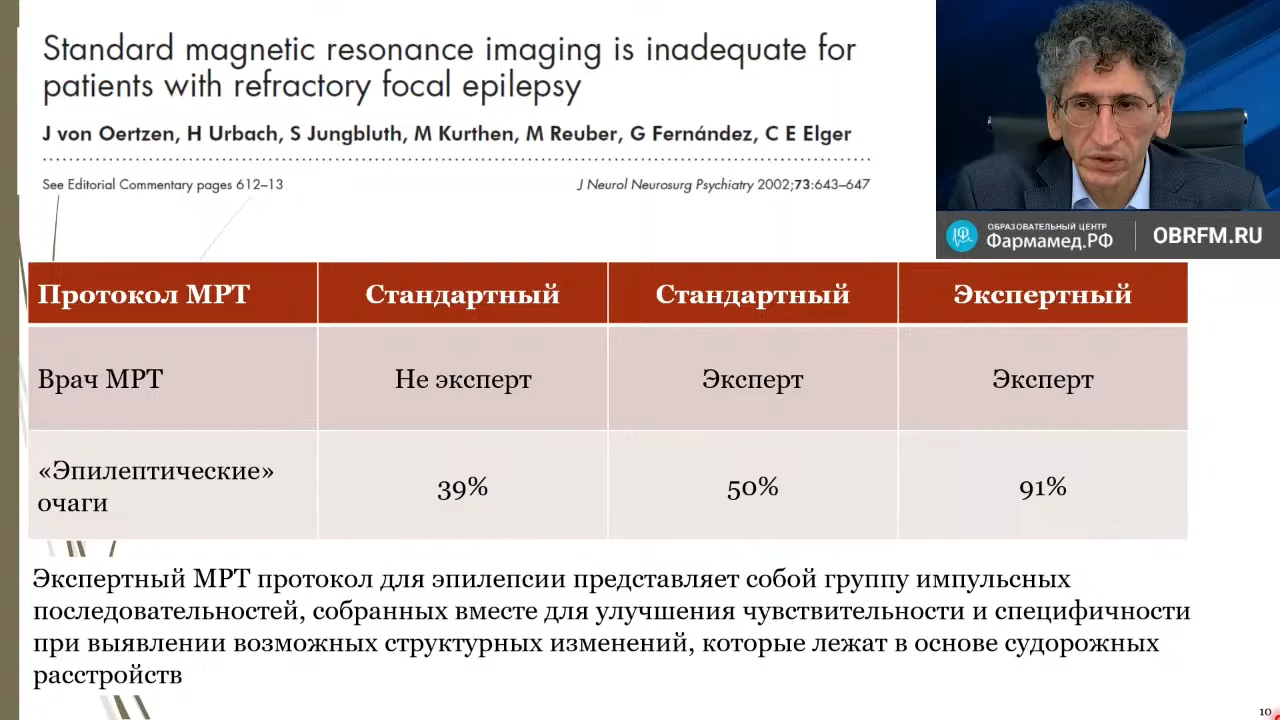 Standard magnetic resonance imaging is inadequate for
patients with refractory focal epilepsy
J von Oertzen, H Urbach, S Jungbluth, M Kurthen, M Reuber, G Fernández, C E Elger
See Editorial Commentary pages 612–13
J Neurol Neurosurg Psychiatry 2002;73:643–647
ОБРАЗОВАТЕЛЬНЫЙ ЦЕНТР
Фармамед.РФ
OBRFM.RU
Протокол МРТ Стандартный Стандартный Экспертный
Врач МРТ Не эксперт Эксперт Эксперт
«Эпилептические»
очаги
39% 50% 91%
Экспертный МРТ протокол для эпилепсии представляет собой группу импульсных
последовательностей, собранных вместе для улучшения чувствительности и специфичности
при выявлении возможных структурных изменений, которые лежат в основе судорожных
расстройств
10